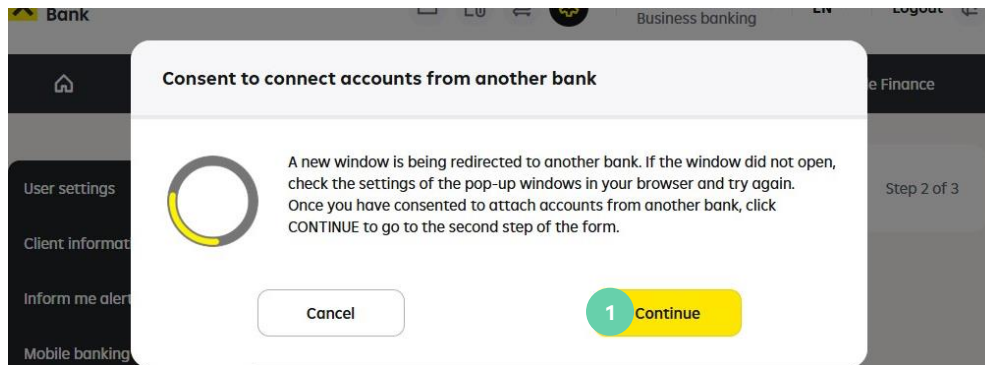 Bank
Business banking
EN
Logout
Consent to connect accounts from another bank
Finance
A new window is being redirected to another bank. If the window did not open,
check the settings of the pop-up windows in your browser and try again.
Once you have consented to attach accounts from another bank, click
CONTINUE to go to the second step of the form.
User settings
Step 2 of 3
Client informat
Inform me alert
Cancel
1 Continue
Mobile banking